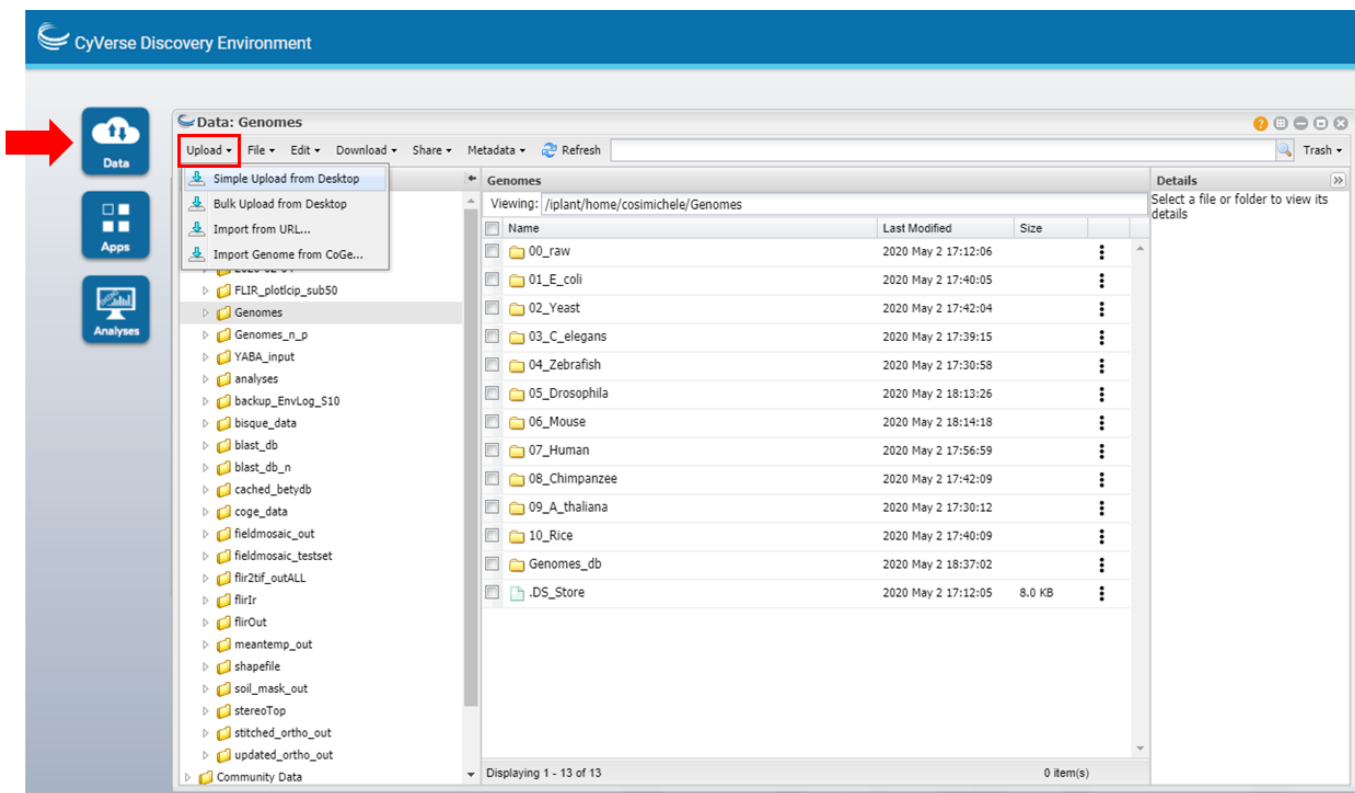 CyVerse Discovery Environment
Data
Apps
Analyses
Data: Genomes
Upload File Edit Download Share Metadata Refresh Trash
Simple Upload from Desktop
Bulk Upload from Desktop
Import from URL...
Import Genome from CoGe...
FLIR_plotlcip_sub50
Genomes
Genomes_n_p
YABA_input
analyses
backup_EnvLog_S10
bisque_data
blast_db
blast_db_n
cached_betydb
coge_data
fieldmosaic_out
fieldmosaic_testset
flir2tif_outALL
flirIr
flirOut
meantemp_out
shapefile
soil_mask_out
stereoTop
stitched_ortho_out
updated_ortho_out
Community Data
Genomes
Viewing: /iplant/home/cosimichele/Genomes
Name Last Modified Size
00_raw 2020 May 2 17:12:06
01_E_coli 2020 May 2 17:40:05
02_Yeast 2020 May 2 17:42:04
03_C_elegans 2020 May 2 17:39:15
04_Zebrafish 2020 May 2 17:30:58
05_Drosophila 2020 May 2 18:13:26
06_Mouse 2020 May 2 18:14:18
07_Human 2020 May 2 17:56:59
08_Chimpanzee 2020 May 2 17:42:09
09_A_thaliana 2020 May 2 17:30:12
10_Rice 2020 May 2 17:40:09
Genomes_db 2020 May 2 18:37:02
.DS_Store 2020 May 2 17:12:05 8.0 KB
Displaying 1 - 13 of 13 0 item(s)
Details
Select a file or folder to view its
details